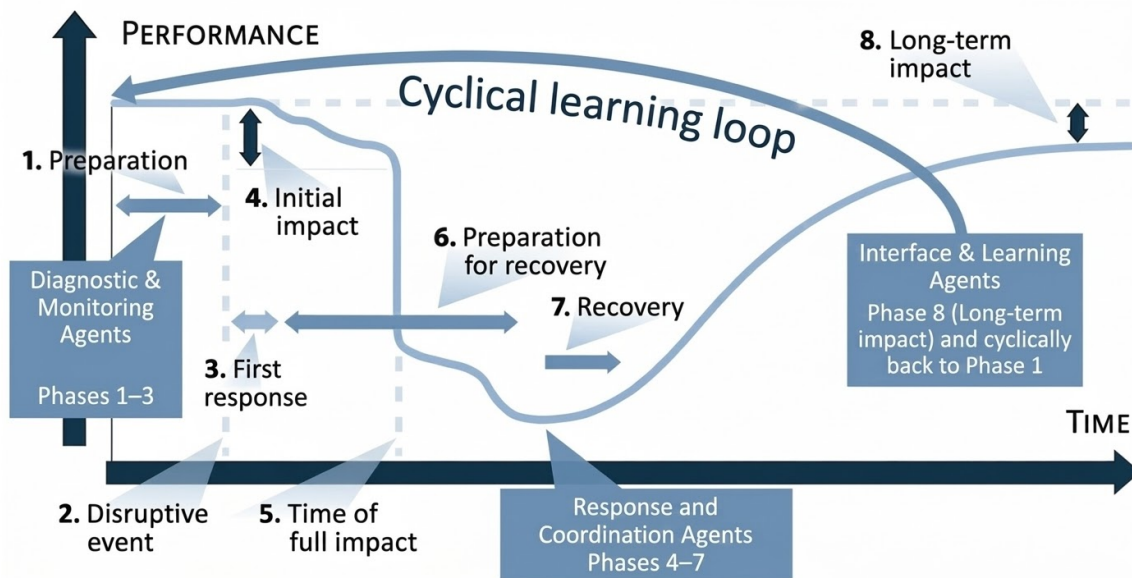 PERFORMANCE
8. Long-term
impact
Cyclical learning loop
1. Preparation
4. Initial
impact
6. Preparation
for recovery
Diagnostic &
Monitoring
Agents
Phases 1–3
Interface & Learning
Agents
Phase 8 (Long-term
impact) and cyclically
back to Phase 1
7. Recovery
3. First
response
TIME
2. Disruptive
event
5. Time of
full impact
Response and
Coordination Agents
Phases 4–7